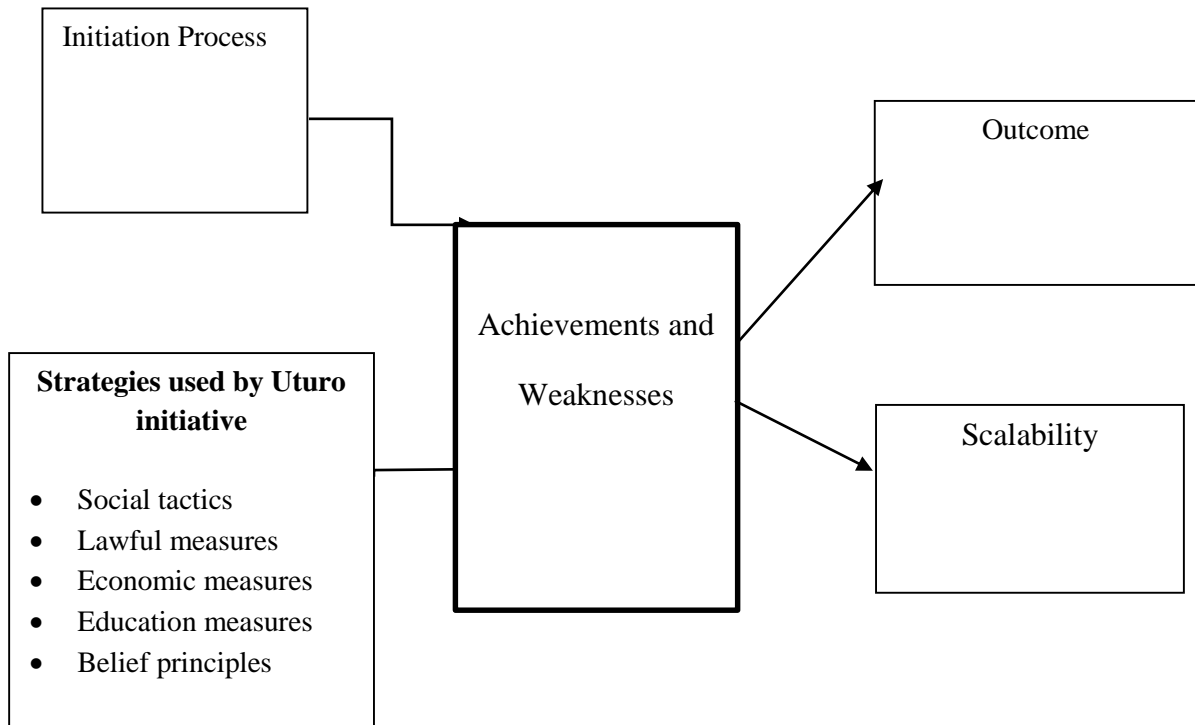 Initiation Process
Outcome
Achievements and
Weaknesses
Strategies used by Uturo
initiative
• Social tactics
• Lawful measures
• Economic measures
• Education measures
• Belief principles
Scalability